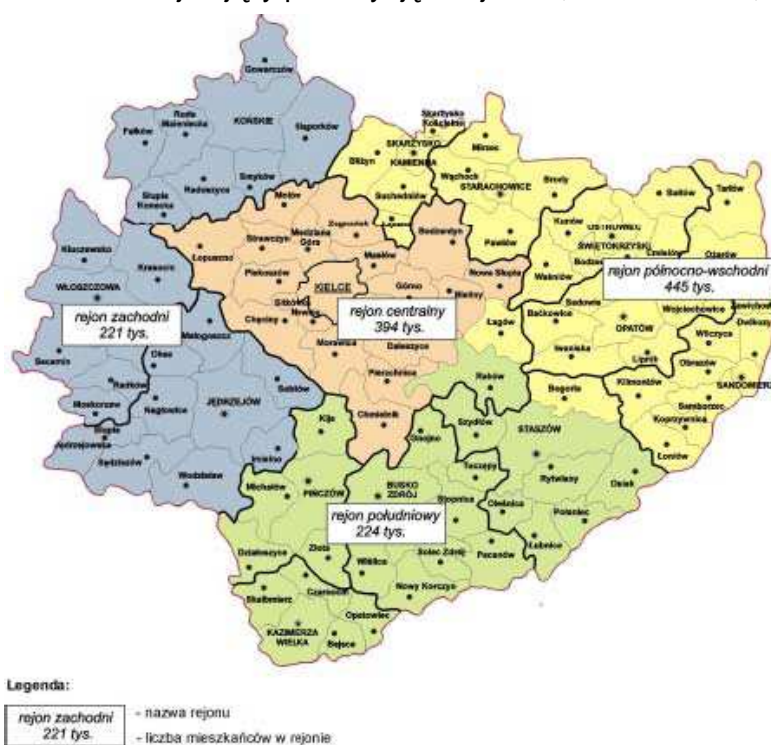 Gowarczów
Ruda
Maleniecka
KOŃSKIE
Fałków
Stąporków
Smyków
Radoszyce
Słupia
Konecka
Skarżysko
Kościelne
SKARŻYSKO
KAMIENNA
Bliżyn
Suchedniów
Łączna
Mirzec
Wąchock
STARACHOWICE
Brody
Pawłów
Bałtów
Tarłów
Kunów
OSTROWIEC
ŚWIĘTOKRZYSKI
Ożarów
Waśniów
Mniów
Zagnańsk
Miedziana
Góra
Bodzentyn
Łopuszno
Strawczyn
Masłów
Nowa Słupia
Piekoszów
KIELCE
Górno
Bieliny
Sitkówka
Nowiny
Chęciny
Morawica
Daleszyce
Pierzchnica
Chmielnik
Łagów
Raków
Kluczewsko
Krasocin
WŁOSZCZOWA
Małogoszcz
Secemin
Oksa
Radków
Moskorzew
Nagłowice
JĘDRZEJÓW
Sobków
Słupia
Jędrzejowska
Sędziszów
Wodzisław
Imielno
rejon zachodni
221 tys.
rejon centralny
394 tys.
rejon północno-wschodni
445 tys.
Sadowie
Wojciechowice
Baćkowice
OPATÓW
Iwaniska
Lipnik
Wilczyce
Dwikozy
Obrazów
SANDOMIERZ
Bogoria
Klimontów
Samborzec
Koprzywnica
Łoniów
Kije
Szydłów
STASZÓW
Gnojno
Tuczępy
Rytwiany
Osiek
Michałów
PIŃCZÓW
BUSKO
ZDRÓJ
Stopnica
Oleśnica
Połaniec
Łubnice
rejon południowy
224 tys.
Działoszyce
Złota
Wiślica
Solec Zdrój
Pacanów
Nowy Korczyn
Skalbmierz
Czarnocin
Opatowiec
KAZIMIERZA
WIELKA
Bejsce
Legenda:
rejon zachodni
221 tys.
- nazwa rejonu
- liczba mieszkańców w rejonie